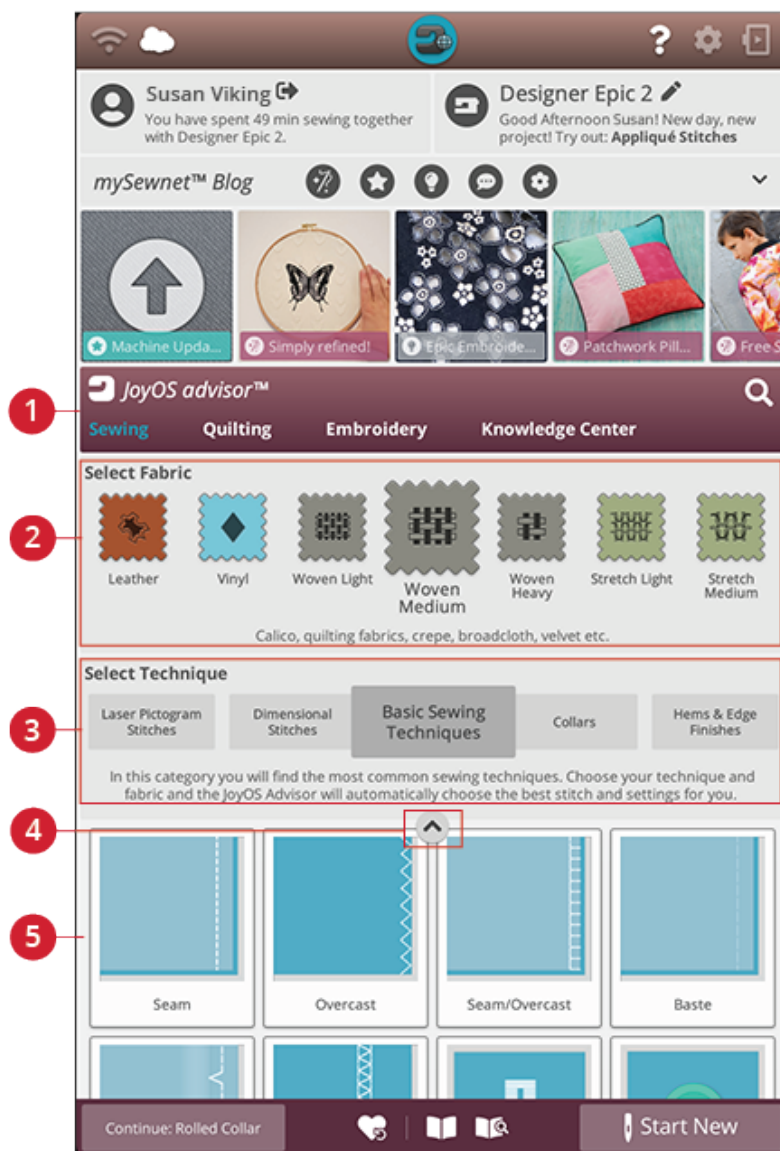 ?
Susan Viking
You have spent 49 min sewing together
with Designer Epic 2.
Designer Epic 2
Good Afternoon Susan! New day, new
project! Try out: Appliqué Stitches
mySewnet™ Blog
Machine Upda...
Simply refined!
Epic Embroide...
Patchwork Pill...
Free S
1
JoyOS advisor™
Sewing Quilting Embroidery Knowledge Center
2
Select Fabric
Leather
Vinyl
Woven Light
Woven
Medium
Woven
Heavy
Stretch Light
Stretch
Medium
Calico, quilting fabrics, crepe, broadcloth, velvet etc.
3
Select Technique
Laser Pictogram
Stitches
Dimensional
Stitches
Basic Sewing
Techniques
Collars
Hems & Edge
Finishes
In this category you will find the most common sewing techniques. Choose your technique and
fabric and the JoyOS Advisor will automatically choose the best stitch and settings for you.
4
5
Seam
Overcast
Seam/Overcast
Baste
Continue: Rolled Collar
Start New